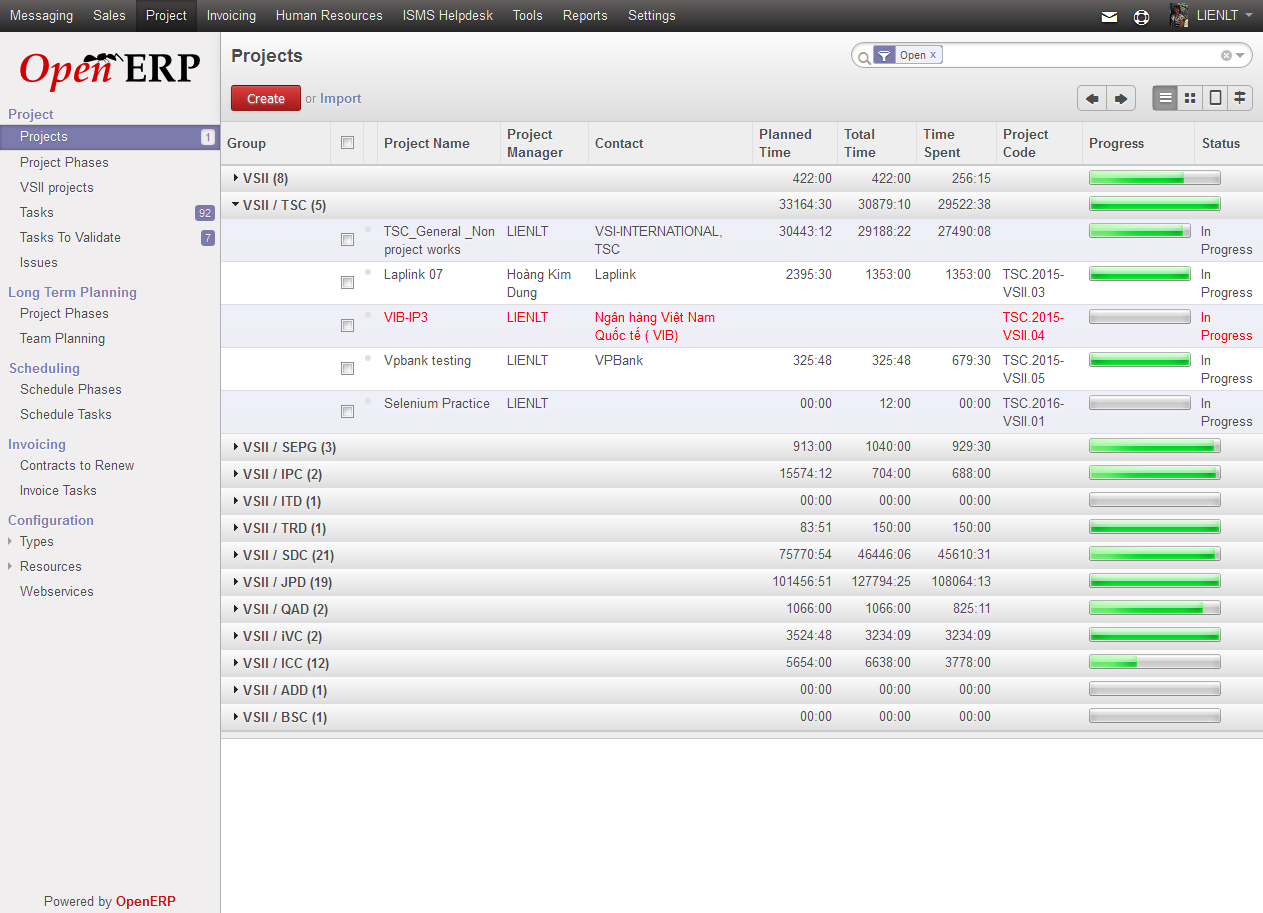 Messaging Sales Project Invoicing Human Resources ISMS Helpdesk Tools Reports Settings LIENLT
Open ERP
Project
Projects 1
Project Phases
VSII projects
Tasks 92
Tasks To Validate 7
Issues
Long Term Planning
Project Phases
Team Planning
Scheduling
Schedule Phases
Schedule Tasks
Invoicing
Contracts to Renew
Invoice Tasks
Configuration
Types
Resources
Webservices
Powered by OpenERP
Projects
Open x
Create or Import
Group Project Name Project Manager Contact Planned Time Total Time Time Spent Project Code Progress Status
VSII (8) 422:00 422:00 256:15
VSII / TSC (5) 33164:30 30879:10 29522:38
TSC_General _Non LIENLT VSI-INTERNATIONAL, 30443:12 29188:22 27490:08 In
project works TSC Progress
Laplink 07 Hoàng Kim Laplink 2395:30 1353:00 1353:00 TSC.2015- In
Dung VSII.03 Progress
VIB-IP3 LIENLT Ngân hàng Việt Nam TSC.2015- In
Quốc tế ( VIB) VSII.04 Progress
Vpbank testing LIENLT VPBank 325:48 325:48 679:30 TSC.2015- In
VSII.05 Progress
Selenium Practice LIENLT 00:00 12:00 00:00 TSC.2016- In
VSII.01 Progress
VSII / SEPG (3) 913:00 1040:00 929:30
VSII / IPC (2) 15574:12 704:00 688:00
VSII / ITD (1) 00:00 00:00 00:00
VSII / TRD (1) 83:51 150:00 150:00
VSII / SDC (21) 75770:54 46446:06 45610:31
VSII / JPD (19) 101456:51 127794:25 108064:13
VSII / QAD (2) 1066:00 1066:00 825:11
VSII / iVC (2) 3524:48 3234:09 3234:09
VSII / ICC (12) 5654:00 6638:00 3778:00
VSII / ADD (1) 00:00 00:00 00:00
VSII / BSC (1) 00:00 00:00 00:00